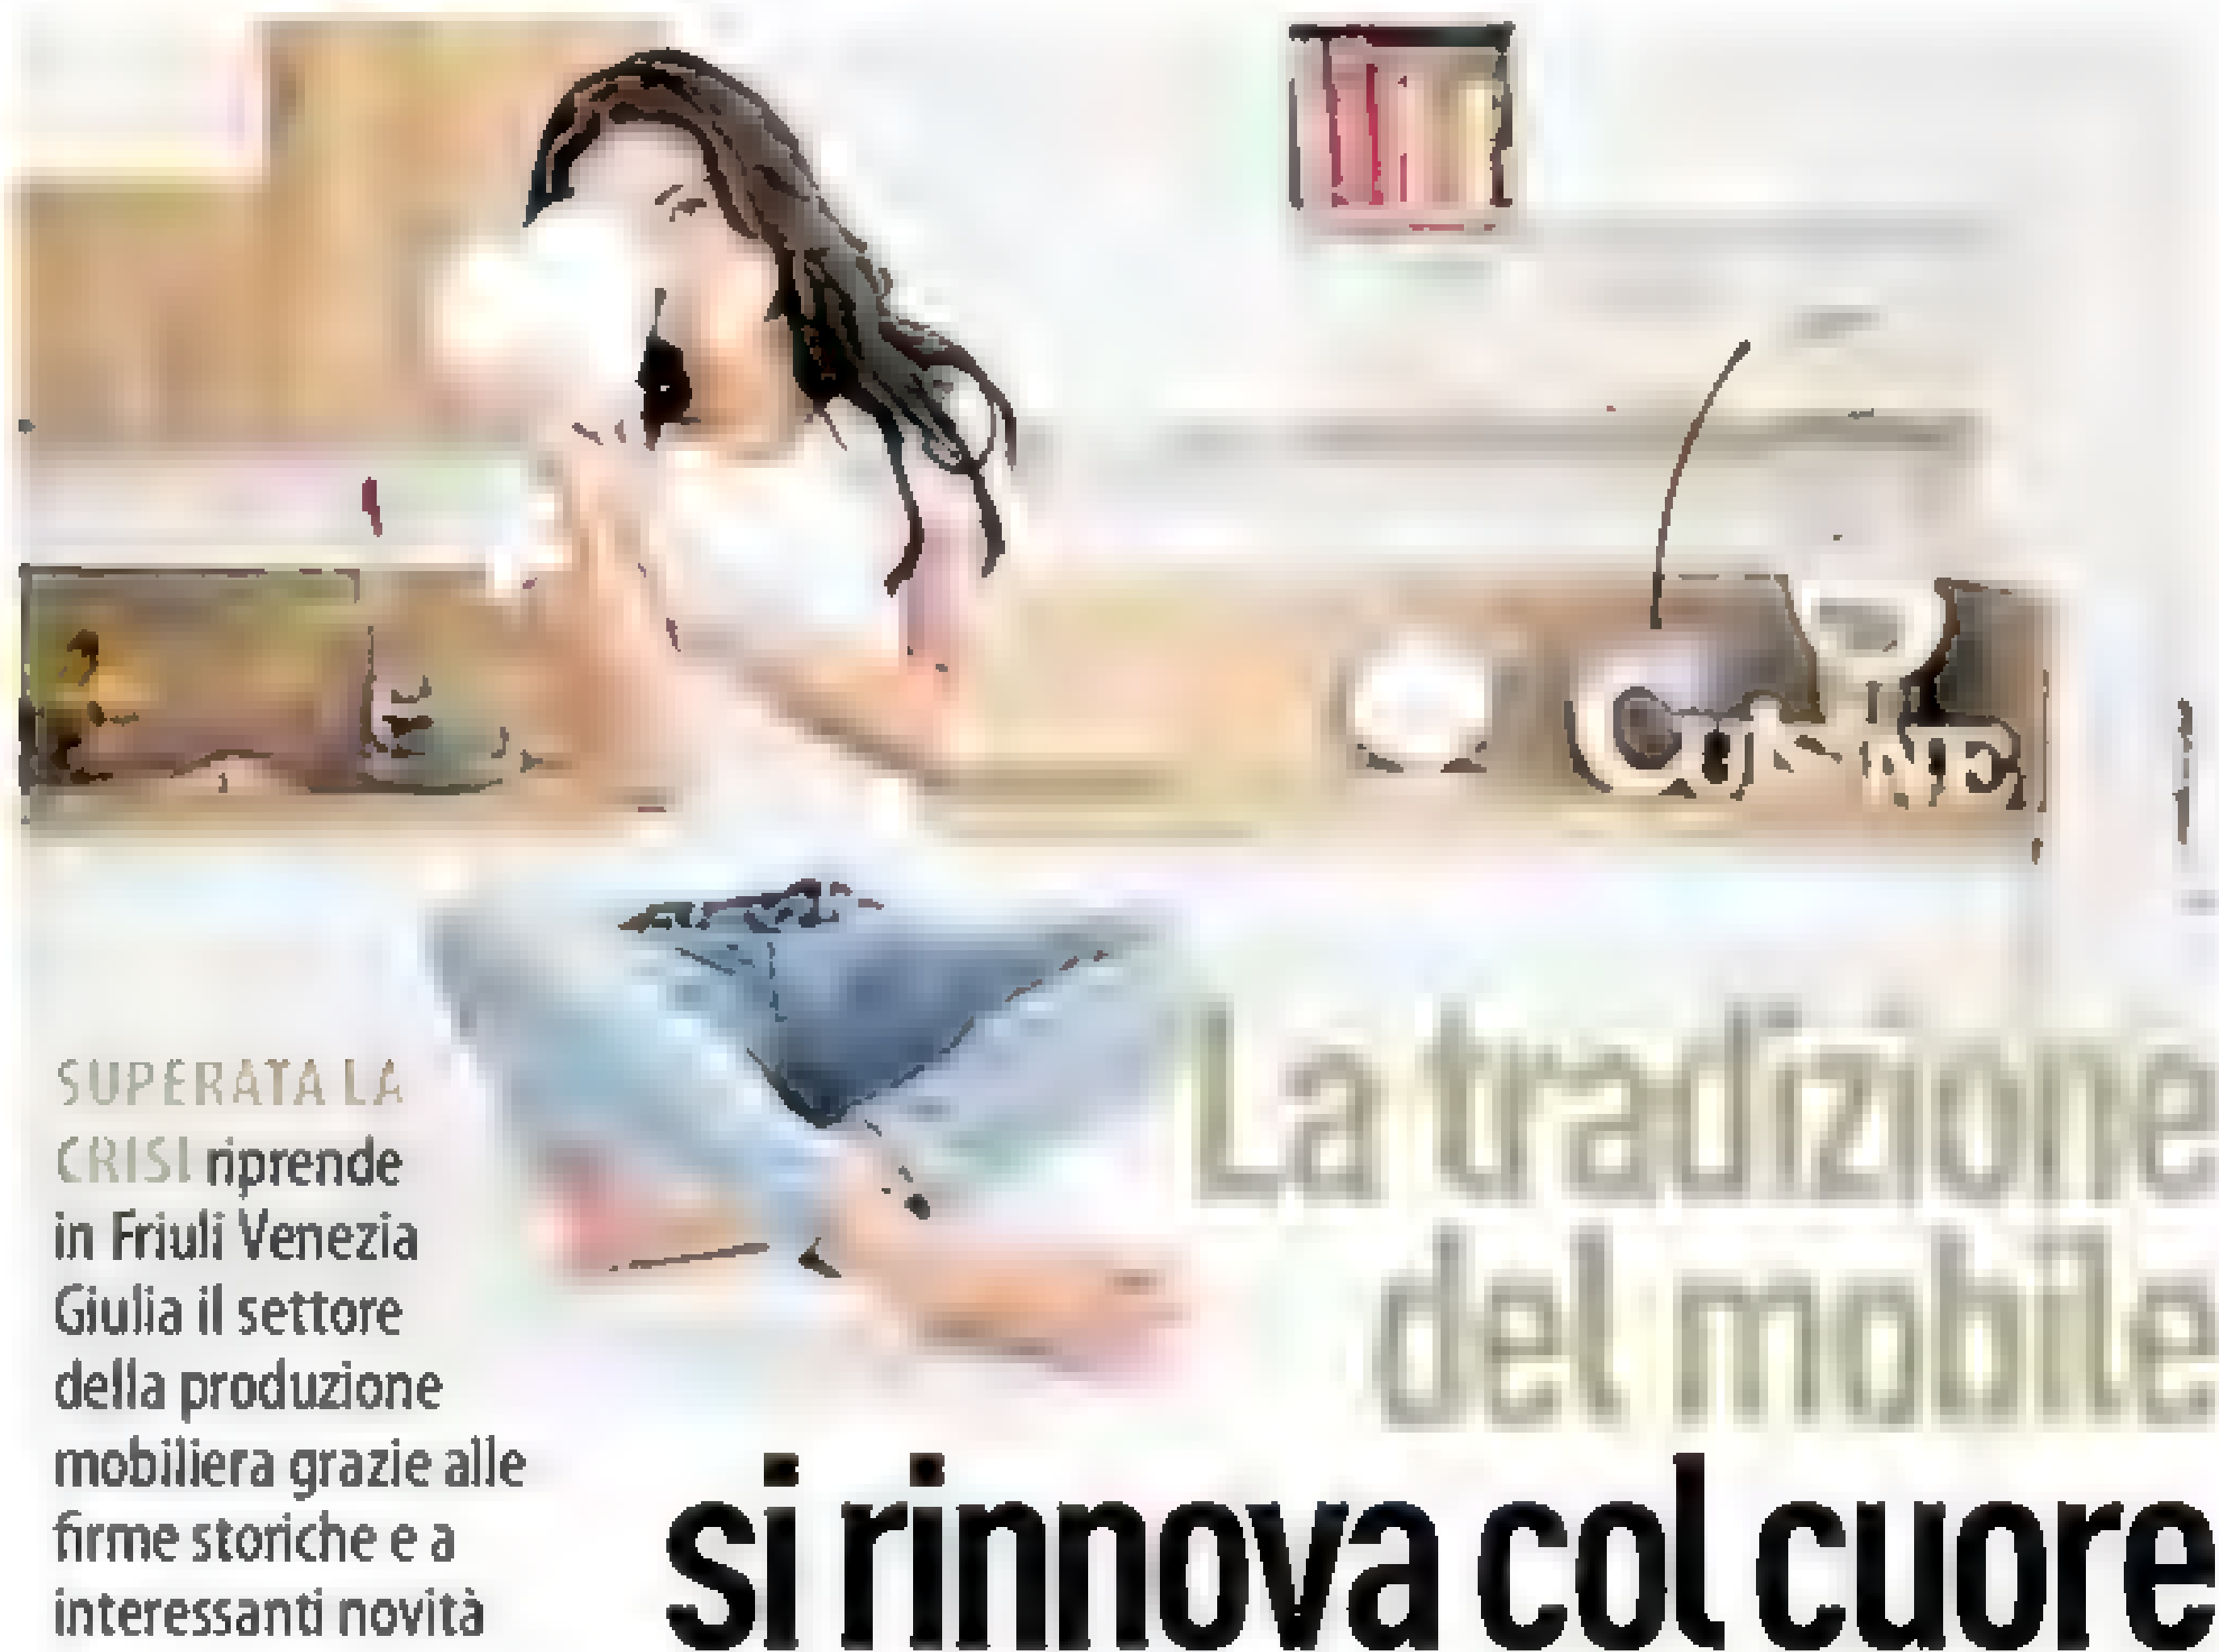 SUPERATA LA
CRISI riprende
in Friuli Venezia
Giulia il settore
della produzione
mobiliera grazie alle
firme storiche e a
interessanti novità
La tradizione
del mobile
si rinnova col cuore